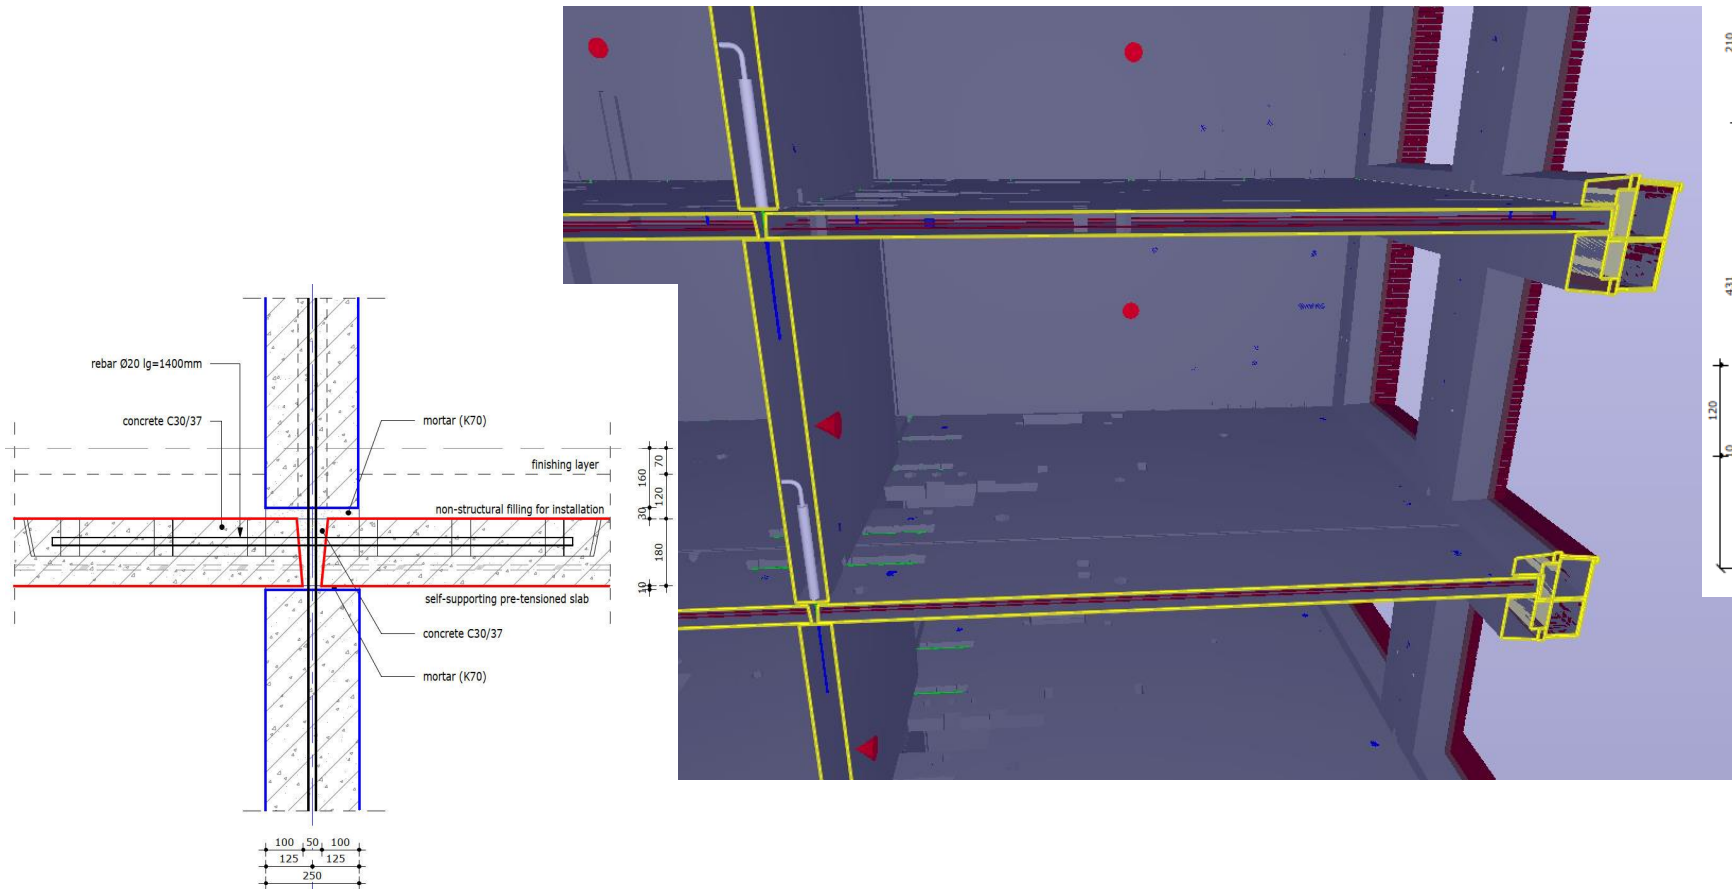 rebar Ø20 lg=1400mm
concrete C30/37
mortar (K70)
finishing layer
non-structural filling for installation
self-supporting pre-tensioned slab
concrete C30/37
mortar (K70)
70
160
120
30
180
10
100 50 100
125 125
250
210
431
120